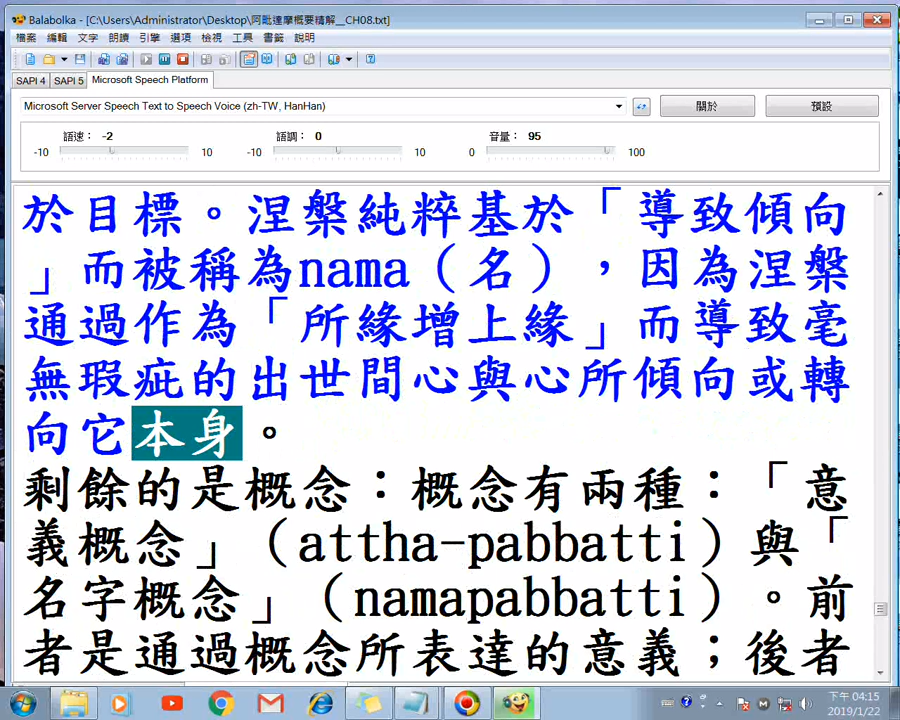 Balabolka - [C:\Users\Administrator\Desktop\阿毗達摩概要精解__CH08.txt]
檔案 編輯 文字 朗讀 引擎 選項 檢視 工具 書籤 說明
SAPI 4 SAPI 5 Microsoft Speech Platform
Microsoft Server Speech Text to Speech Voice (zh-TW, HanHan) 關於 預設
語速： -2 語調： 0 音量： 95
-10 10 -10 10 0 100
於目標。涅槃純粹基於「導致傾向
」而被稱為nama（名），因為涅槃
通過作為「所緣增上緣」而導致毫
無瑕疵的出世間心與心所傾向或轉
向它本身。
剩餘的是概念：概念有兩種：「意
義概念」（attha-pabbatti）與「
名字概念」（namapabbatti）。前
者是通過概念所表達的意義；後者
下午 04:15
2019/1/22